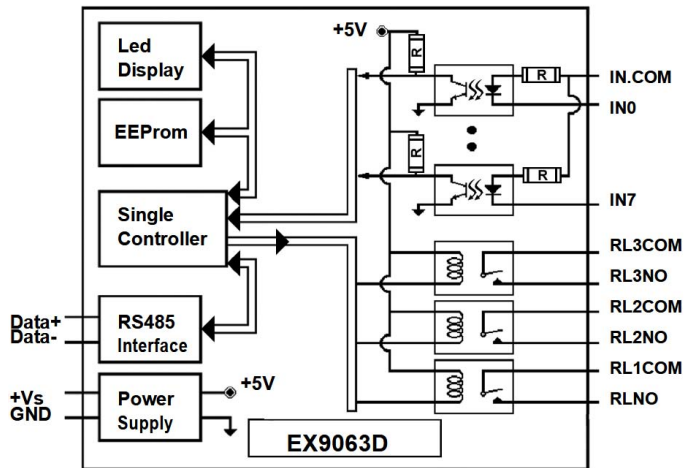 Led
Display
EEProm
Single
Controller
RS485
Interface
Power
Supply
Data+
Data-
+Vs
GND
+5V
+5V
R
R
R
R
IN.COM
IN0
IN7
RL3COM
RL3NO
RL2COM
RL2NO
RL1COM
RLNO
EX9063D